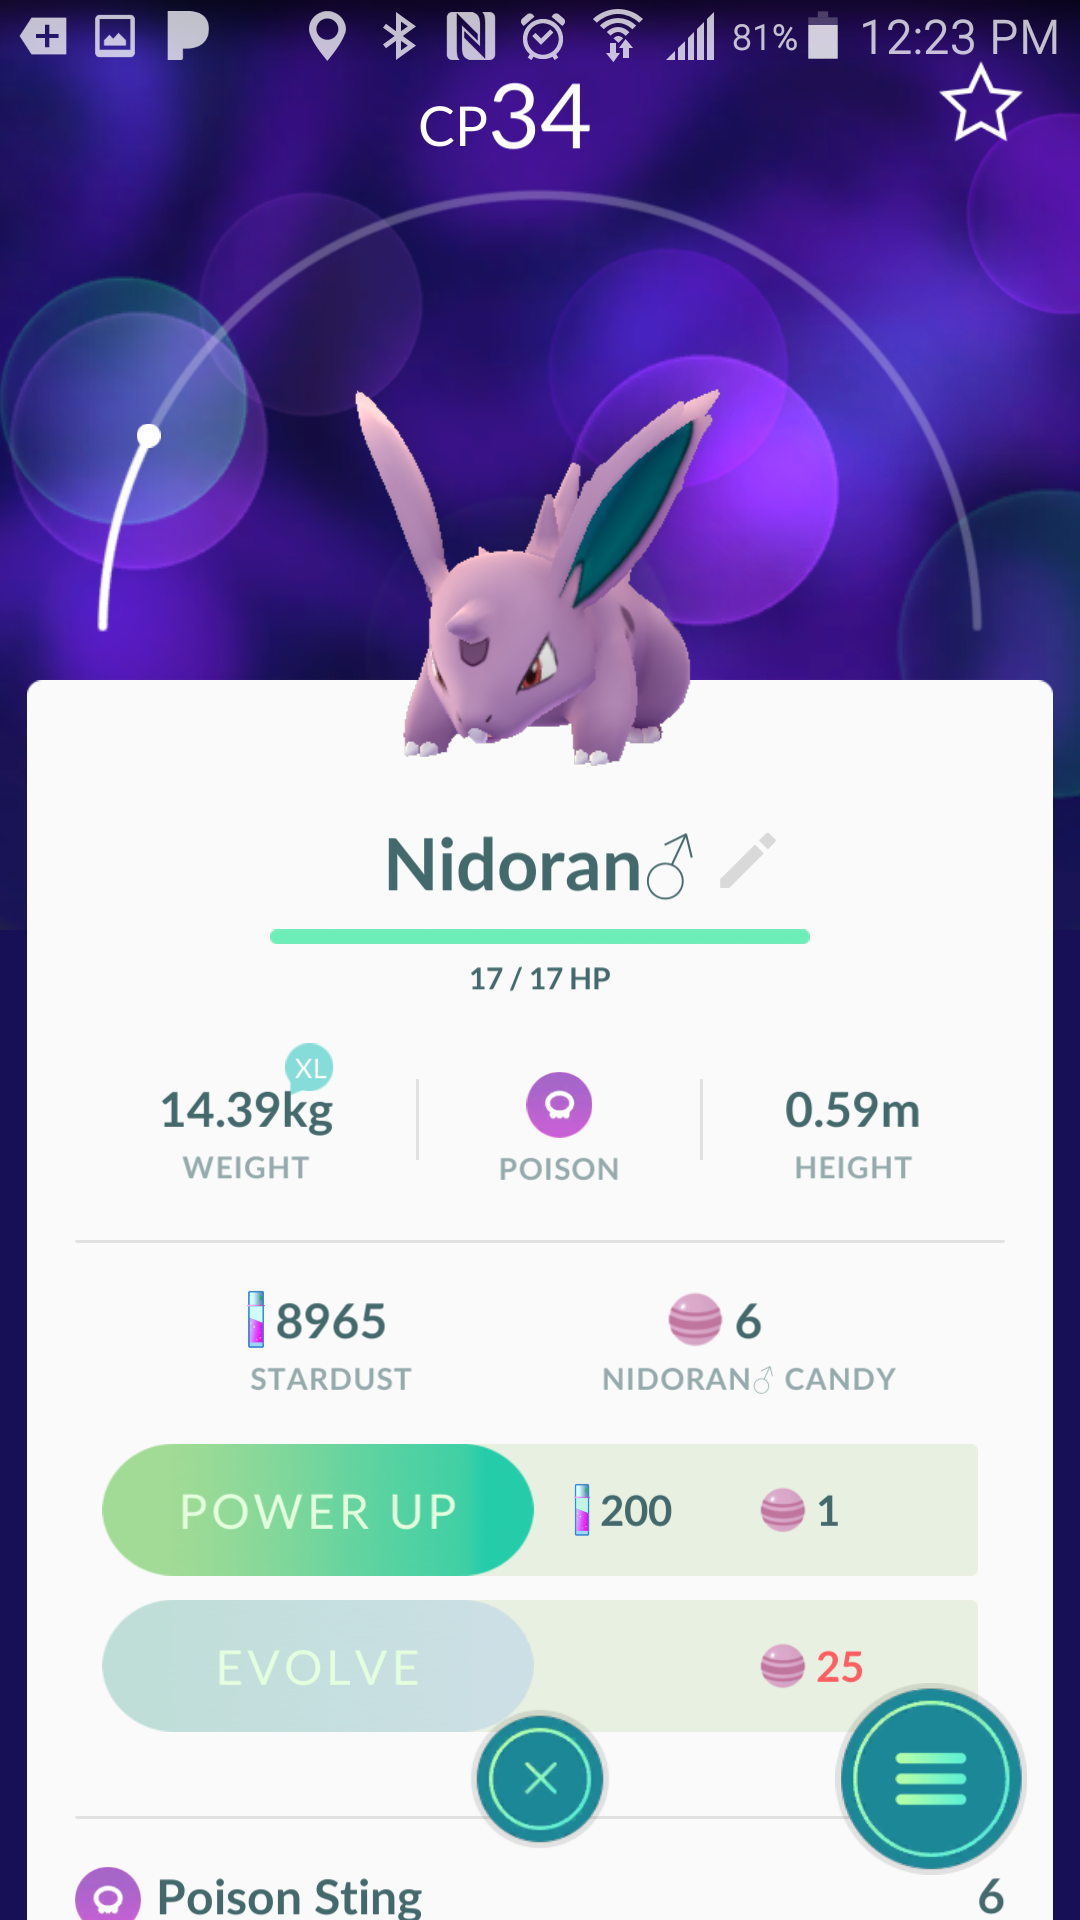 81% 12:23 PM
CP34
Nidoran♂
17 / 17 HP
XL
14.39kg
WEIGHT
POISON
0.59m
HEIGHT
8965
STARDUST
6
NIDORAN♂ CANDY
POWER UP 200 1
EVOLVE 25
Poison Sting 6